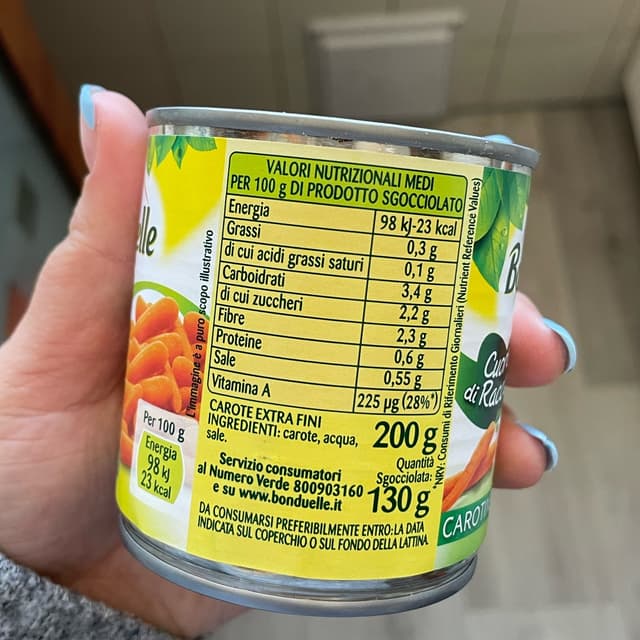 VALORI NUTRIZIONALI MEDI
PER 100 g DI PRODOTTO SGOCCIOLATO
Energia 98 kJ-23 kcal
Grassi 0,3 g
di cui acidi grassi saturi 0,1 g
Carboidrati 3,4 g
di cui zuccheri 2,2 g
Fibre 2,3 g
Proteine 0,6 g
Sale 0,55 g
Vitamina A 225 µg (28%*)
CAROTE EXTRA FINI
INGREDIENTI: carote, acqua,
sale.
200 g
Quantità
Sgocciolata:
130 g
Servizio consumatori
al Numero Verde 800903160
e su www.bonduelle.it
DA CONSUMARSI PREFERIBILMENTE ENTRO: LA DATA
INDICATA SUL COPERCHIO O SUL FONDO DELLA LATTINA.
*NRV: Consumi di Riferimento Giornalieri (Nutrient Reference Values)
L'immagine è a puro scopo illustrativo
elle
Per 100 g
Energia
98 kJ
23 kcal
B
di
CAROT